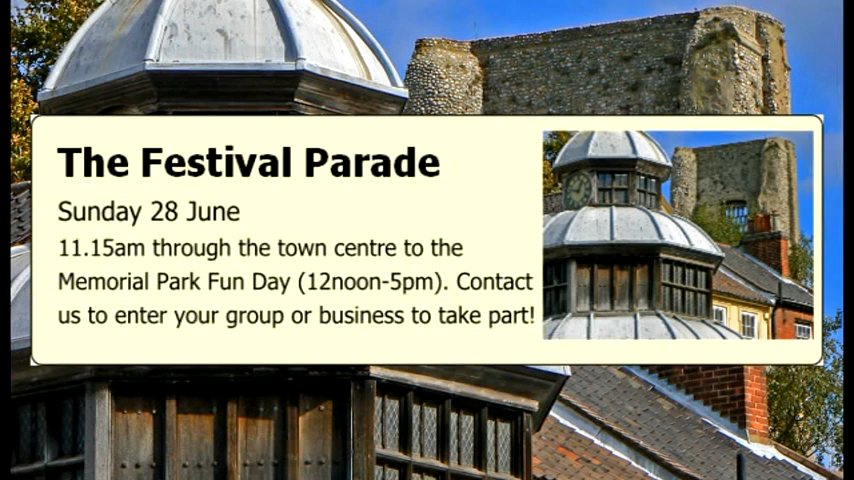 The Festival Parade
Sunday 28 June
11.15am through the town centre to the
Memorial Park Fun Day (12noon-5pm). Contact
us to enter your group or business to take part!